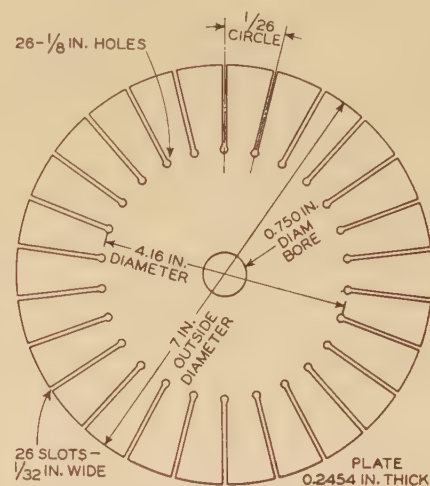 1/26
CIRCLE
26-1/8 IN. HOLES
0.750 IN.
DIAM
BORE
4.16 IN.
DIAMETER
7 IN.
OUTSIDE
DIAMETER
26 SLOTS-
1/32 IN. WIDE
PLATE
0.2454 IN. THICK